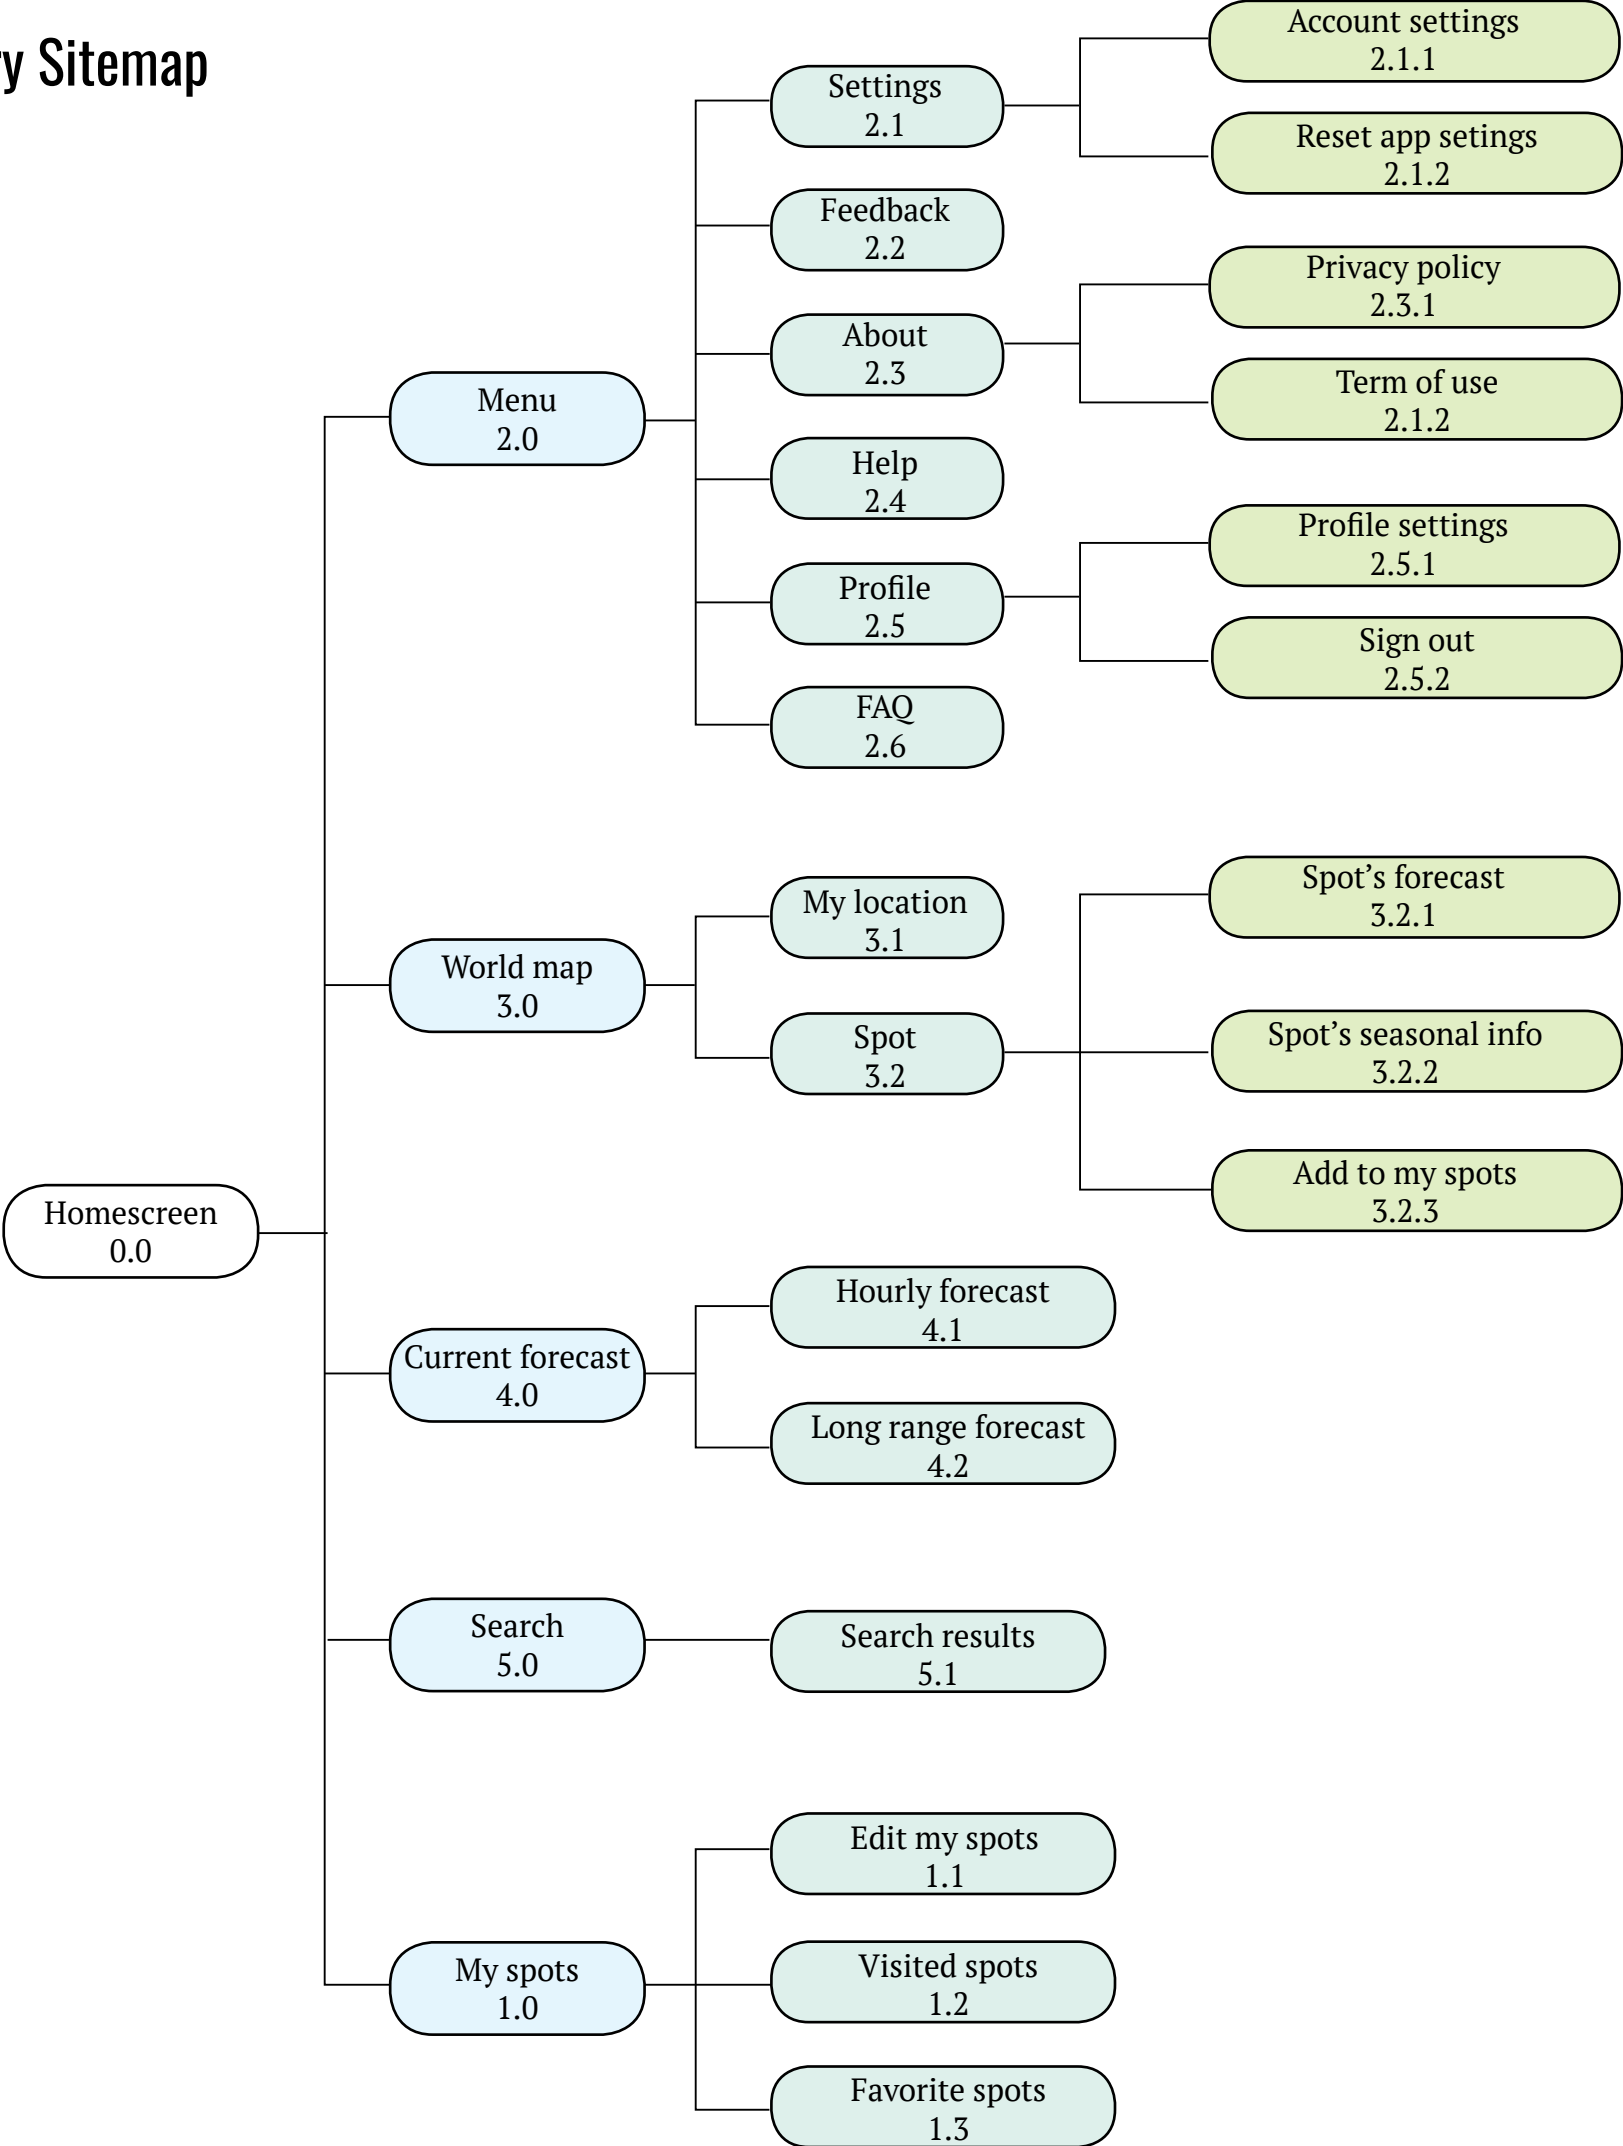 y Sitemap
Account settings
2.1.1
Settings
2.1
Reset app setings
2.1.2
Feedback
2.2
Privacy policy
2.3.1
About
2.3
Term of use
2.1.2
Menu
2.0
Help
2.4
Profile settings
2.5.1
Profile
2.5
Sign out
2.5.2
FAQ
2.6
Spot’s forecast
3.2.1
My location
3.1
World map
3.0
Spot
3.2
Spot’s seasonal info
3.2.2
Add to my spots
3.2.3
Homescreen
0.0
Hourly forecast
4.1
Current forecast
4.0
Long range forecast
4.2
Search
5.0
Search results
5.1
Edit my spots
1.1
My spots
1.0
Visited spots
1.2
Favorite spots
1.3